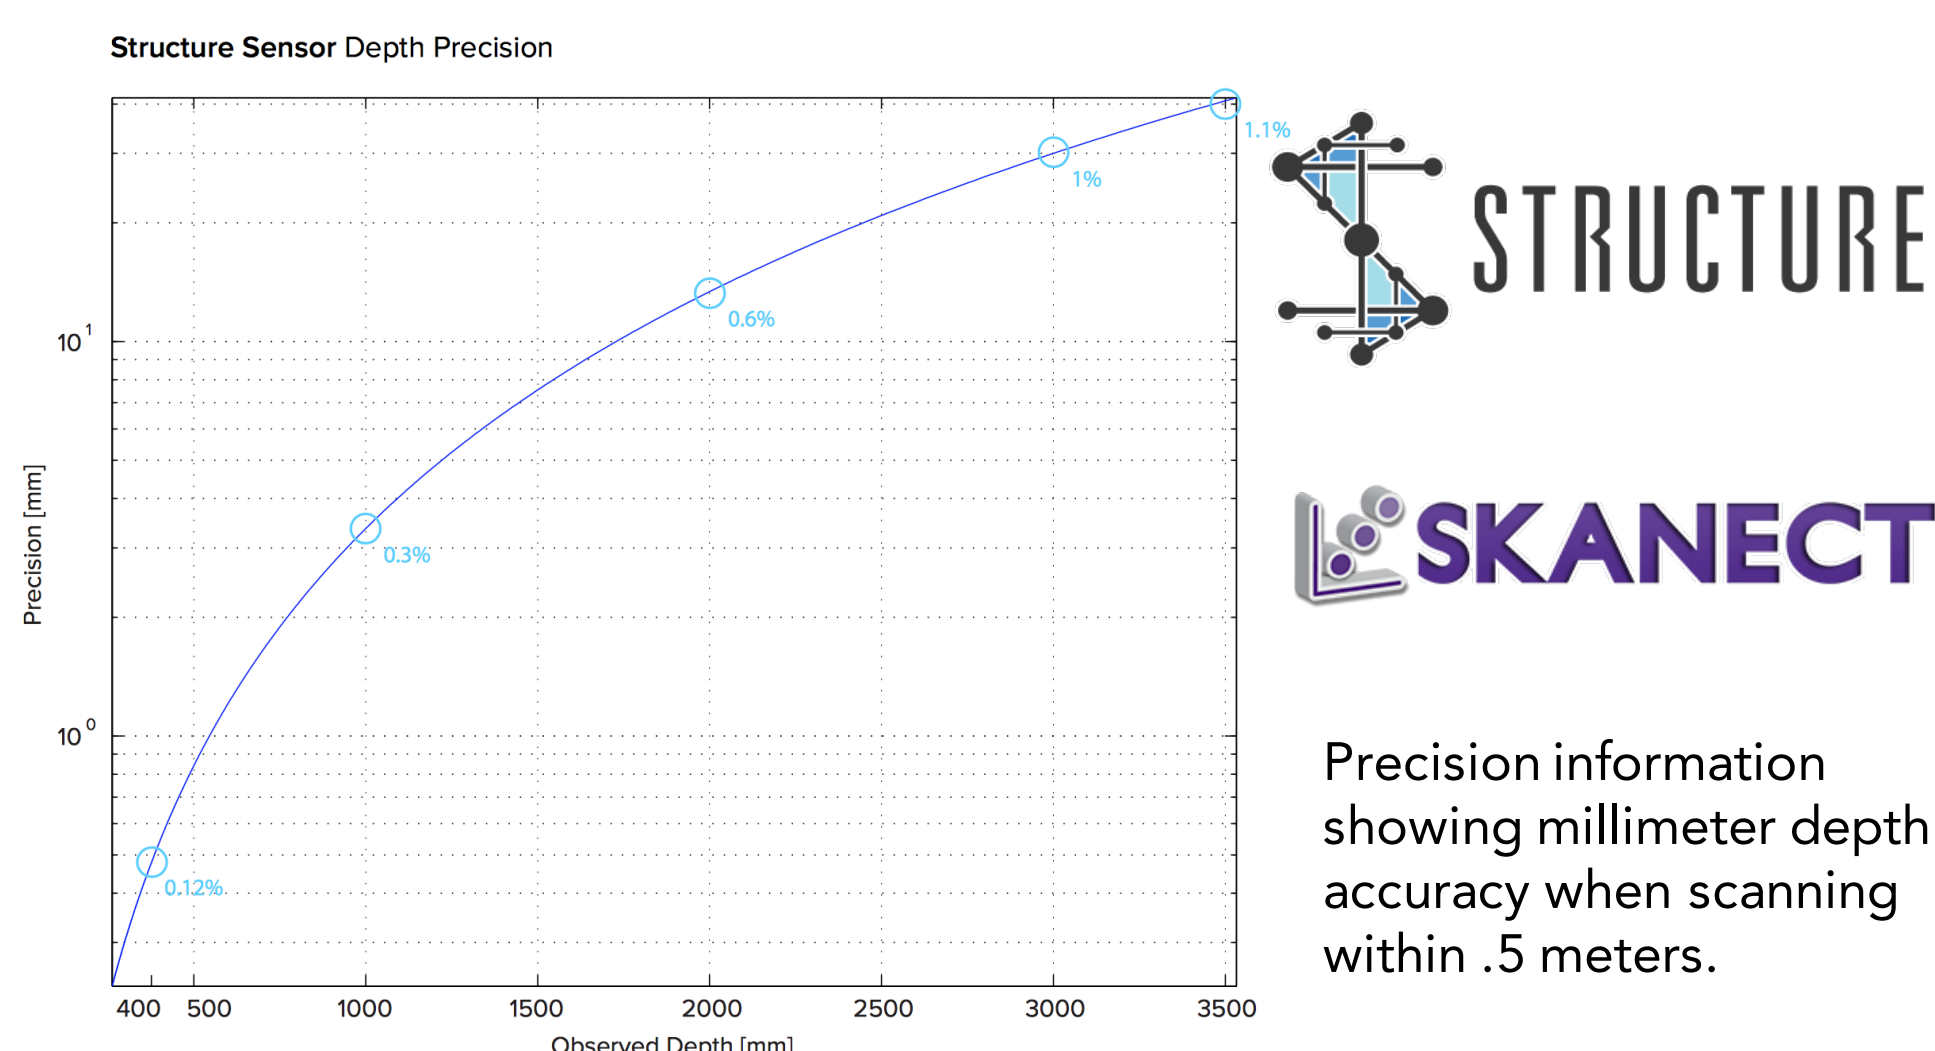 Structure Sensor Depth Precision
1.1%
1%
0.6%
10^1
0.3%
Precision [mm]
10^0
0.12%
400 500 1000 1500 2000 2500 3000 3500
Observed Depth [mm]
STRUCTURE
SKANECT
Precision information
showing millimeter depth
accuracy when scanning
within .5 meters.